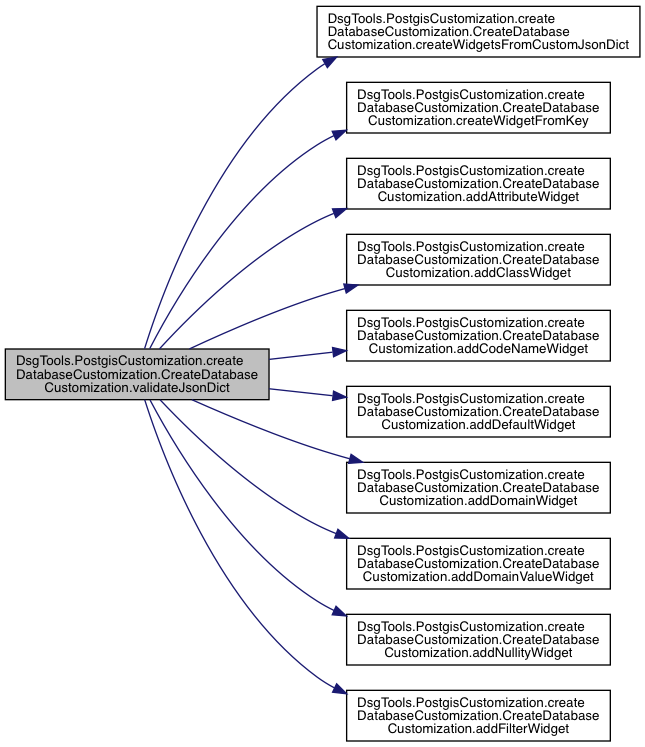 DsgTools.PostgisCustomization.create
DatabaseCustomization.CreateDatabase
Customization.createWidgetsFromCustomJsonDict
DsgTools.PostgisCustomization.create
DatabaseCustomization.CreateDatabase
Customization.createWidgetFromKey
DsgTools.PostgisCustomization.create
DatabaseCustomization.CreateDatabase
Customization.addAttributeWidget
DsgTools.PostgisCustomization.create
DatabaseCustomization.CreateDatabase
Customization.addClassWidget
DsgTools.PostgisCustomization.create
DatabaseCustomization.CreateDatabase
Customization.addCodeNameWidget
DsgTools.PostgisCustomization.create
DatabaseCustomization.CreateDatabase
Customization.validateJsonDict
DsgTools.PostgisCustomization.create
DatabaseCustomization.CreateDatabase
Customization.addDefaultWidget
DsgTools.PostgisCustomization.create
DatabaseCustomization.CreateDatabase
Customization.addDomainWidget
DsgTools.PostgisCustomization.create
DatabaseCustomization.CreateDatabase
Customization.addDomainValueWidget
DsgTools.PostgisCustomization.create
DatabaseCustomization.CreateDatabase
Customization.addNullityWidget
DsgTools.PostgisCustomization.create
DatabaseCustomization.CreateDatabase
Customization.addFilterWidget